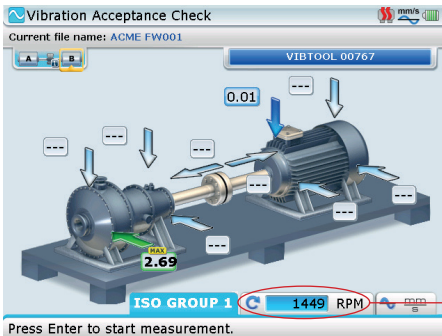 Vibration Acceptance Check
mm/s
Current file name: ACME FW001
A
B
VIBTOOL 00767
---
0.01
---
---
---
---
---
---
---
---
MAX
2.69
ISO GROUP 1
1449 RPM
mm
s
Press Enter to start measurement.